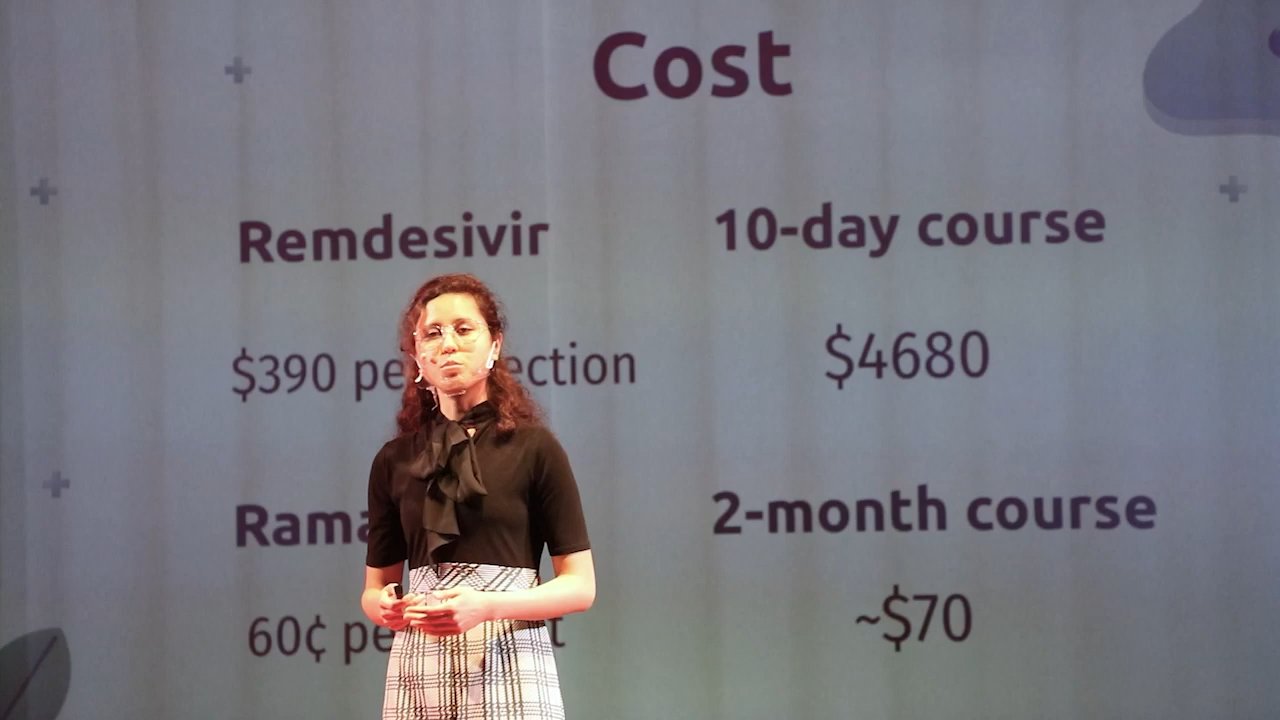 Cost
Remdesivir
10-day course
$390
$4680
2-month course
60¢
~$70